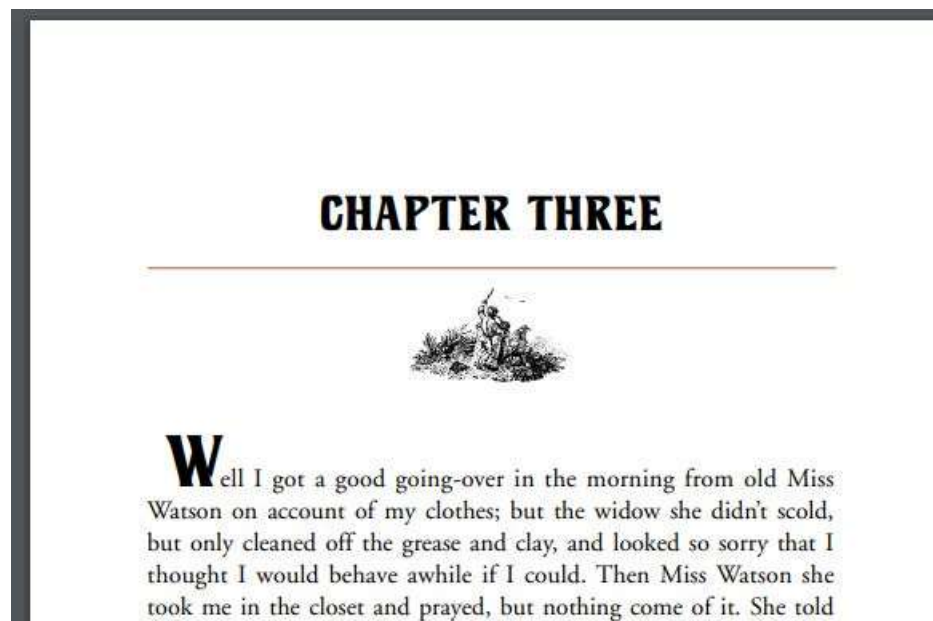 CHAPTER THREE
Well I got a good going-over in the morning from old Miss
Watson on account of my clothes; but the widow she didn't scold,
but only cleaned off the grease and clay, and looked so sorry that I
thought I would behave awhile if I could. Then Miss Watson she
took me in the closet and prayed, but nothing come of it. She told